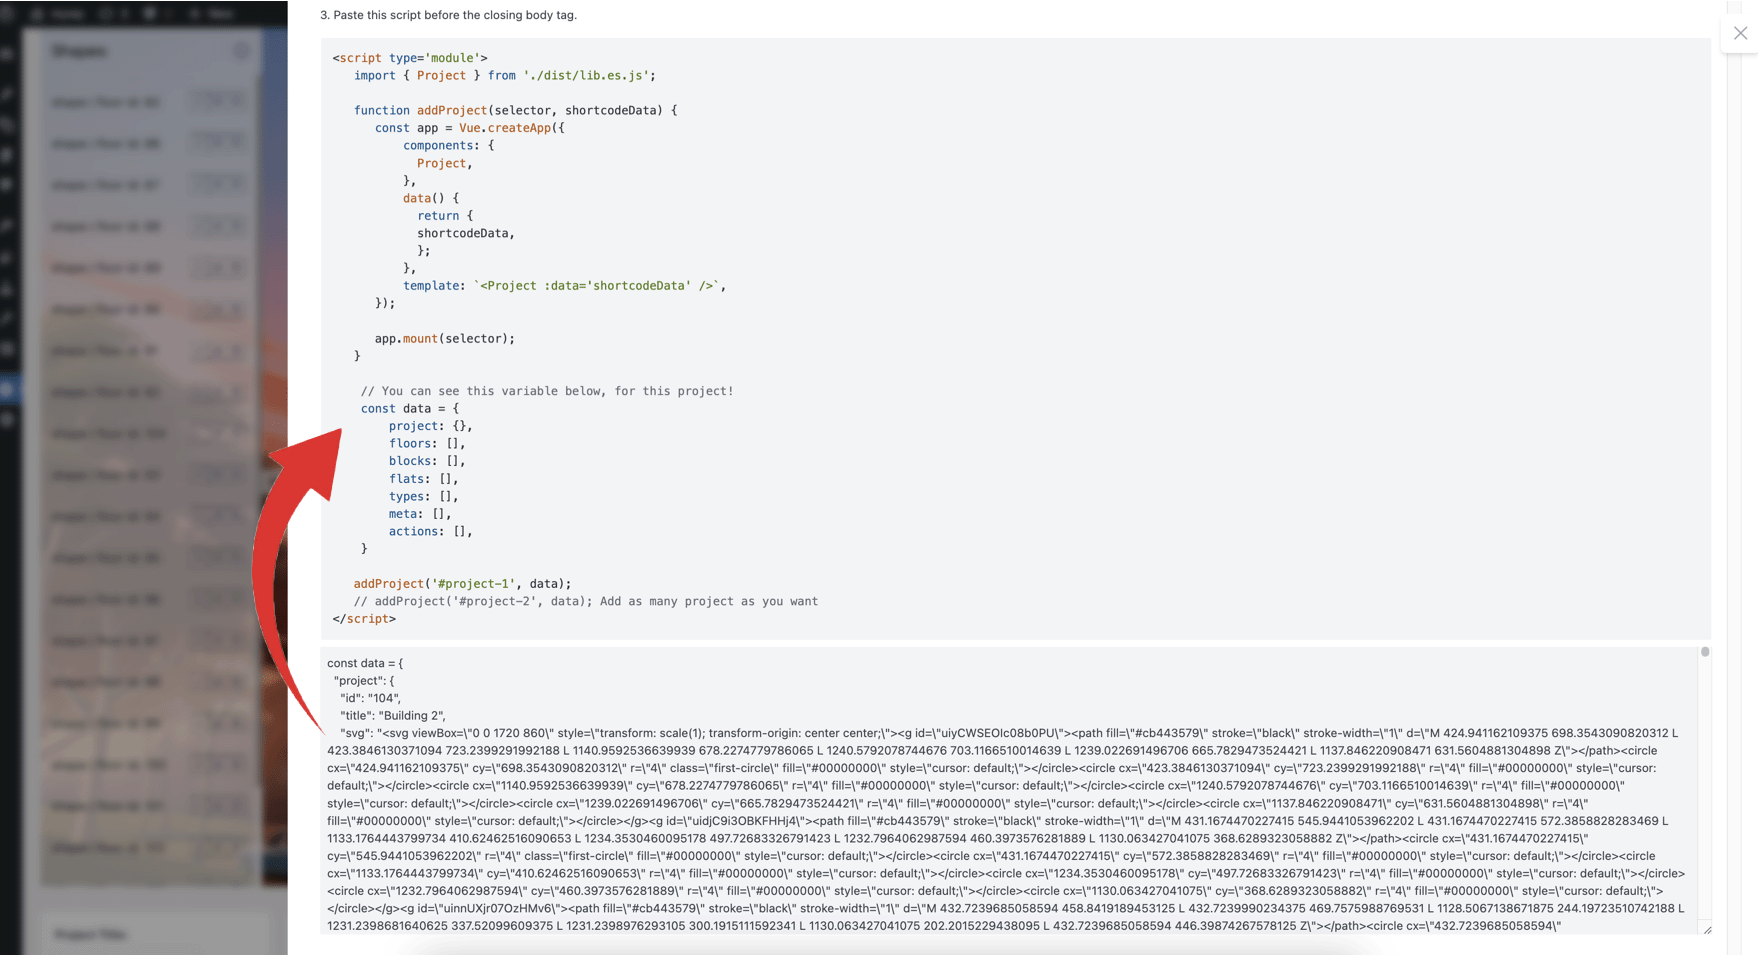 3. Paste this script before the closing body tag.
<script type='module'>
import { Project } from './dist/lib.es.js';
function addProject(selector, shortcodeData) {
const app = Vue.createApp({
components: {
Project,
},
data() {
return {
shortcodeData,
};
},
template: `<Project :data='shortcodeData' />`,
});
app.mount(selector);
}
// You can see this variable below, for this project!
const data = {
project: {},
floors: [],
blocks: [],
flats: [],
types: [],
meta: [],
actions: [],
}
addProject('#project-1', data);
// addProject('#project-2', data); Add as many project as you want
</script>
const data = {
"project": {
"id": "104",
"title": "Building 2",
"svg": "<svg viewBox=\"0 0 1720 860\" style=\"transform: scale(1); transform-origin: center center;\"><g id=\"uiyCWSEOlc08b0PU\"><path fill=\"#cb443579\" stroke=\"black\" stroke-width=\"1\" d=\"M 424.941162109375 698.3543090820312 L
423.3846130371094 723.2399291992188 L 1140.9592536639939 678.2274779786065 L 1240.5792078744676 703.1166510014639 L 1239.022691496706 665.7829473524421 L 1137.846220908471 631.5604881304898 Z\"></path><circle
cx=\"424.941162109375\" cy=\"698.3543090820312\" r=\"4\" class=\"first-circle\" fill=\"#00000000\" style=\"cursor: default;\"></circle><circle cx=\"423.3846130371094\" cy=\"723.2399291992188\" r=\"4\" fill=\"#00000000\" style=\"cursor:
default;\"></circle><circle cx=\"1140.9592536639939\" cy=\"678.2274779786065\" r=\"4\" fill=\"#00000000\" style=\"cursor: default;\"></circle><circle cx=\"1240.5792078744676\" cy=\"703.1166510014639\" r=\"4\" fill=\"#00000000\"
style=\"cursor: default;\"></circle><circle cx=\"1239.022691496706\" cy=\"665.7829473524421\" r=\"4\" fill=\"#00000000\" style=\"cursor: default;\"></circle><circle cx=\"1137.846220908471\" cy=\"631.5604881304898\" r=\"4\"
fill=\"#00000000\" style=\"cursor: default;\"></circle></g><g id=\"uidjC9i3OBKFHHj4\"><path fill=\"#cb443579\" stroke=\"black\" stroke-width=\"1\" d=\"M 431.1674470227415 545.9441053962202 L 431.1674470227415 572.3858828283469 L
1133.1764443799734 410.62462516090653 L 1234.3530460095178 497.72683326791423 L 1232.7964062987594 460.3973576281889 L 1130.063427041075 368.6289323058882 Z\"></path><circle cx=\"431.1674470227415\"
cy=\"545.9441053962202\" r=\"4\" class=\"first-circle\" fill=\"#00000000\" style=\"cursor: default;\"></circle><circle cx=\"431.1674470227415\" cy=\"572.3858828283469\" r=\"4\" fill=\"#00000000\" style=\"cursor: default;\"></circle><circle
cx=\"1133.1764443799734\" cy=\"410.62462516090653\" r=\"4\" fill=\"#00000000\" style=\"cursor: default;\"></circle><circle cx=\"1234.3530460095178\" cy=\"497.72683326791423\" r=\"4\" fill=\"#00000000\" style=\"cursor: default;\"></circle>
<circle cx=\"1232.7964062987594\" cy=\"460.3973576281889\" r=\"4\" fill=\"#00000000\" style=\"cursor: default;\"></circle><circle cx=\"1130.063427041075\" cy=\"368.6289323058882\" r=\"4\" fill=\"#00000000\" style=\"cursor: default;\">
</circle></g><g id=\"uinnUXjr07OzHMv6\"><path fill=\"#cb443579\" stroke=\"black\" stroke-width=\"1\" d=\"M 432.7239685058594 458.8419189453125 L 432.7239990234375 469.7575988769531 L 1128.5067138671875 244.19723510742188 L
1231.2398681640625 337.52099609375 L 1231.2398976293105 300.1915111592341 L 1130.063427041075 202.2015229438095 L 432.7239685058594 446.39874267578125 Z\"></path><circle cx=\"432.7239685058594\"